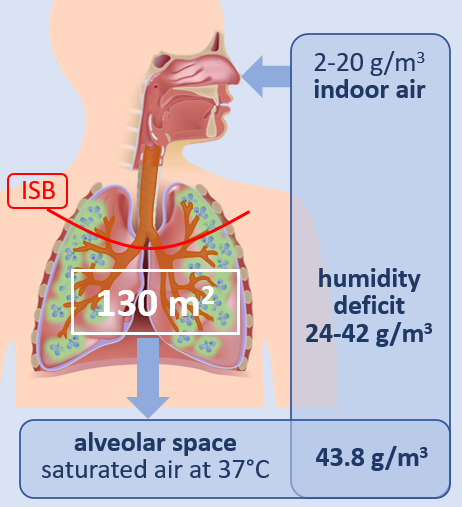 2-20 g/m³
indoor air
ISB
130 m²
humidity
deficit
24-42 g/m³
alveolar space
saturated air at 37°C
43.8 g/m³